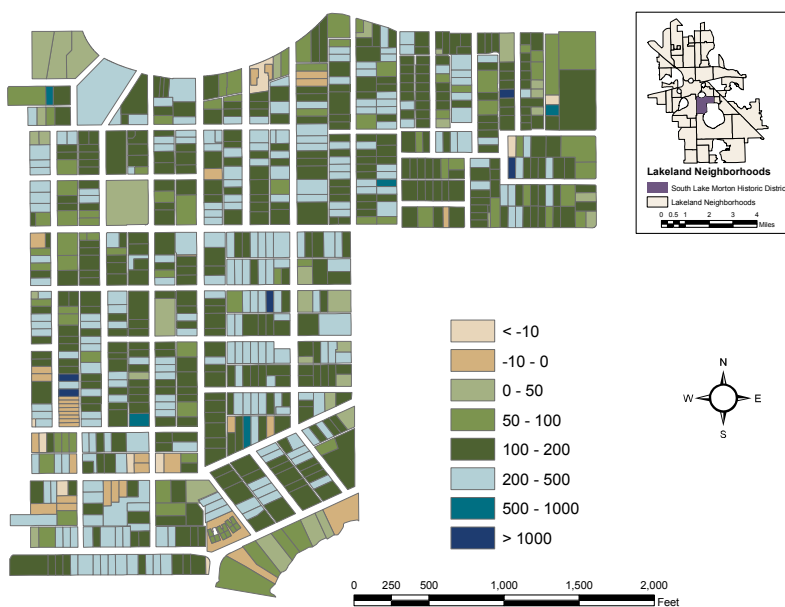 Lakeland Neighborhoods
South Lake Morton Historic District
Lakeland Neighborhoods
0 0.5 1 2 3 4
Miles
< -10
-10 - 0
0 - 50
50 - 100
100 - 200
200 - 500
500 - 1000
> 1000
N
W E
S
0 250 500 1,000 1,500 2,000
Feet